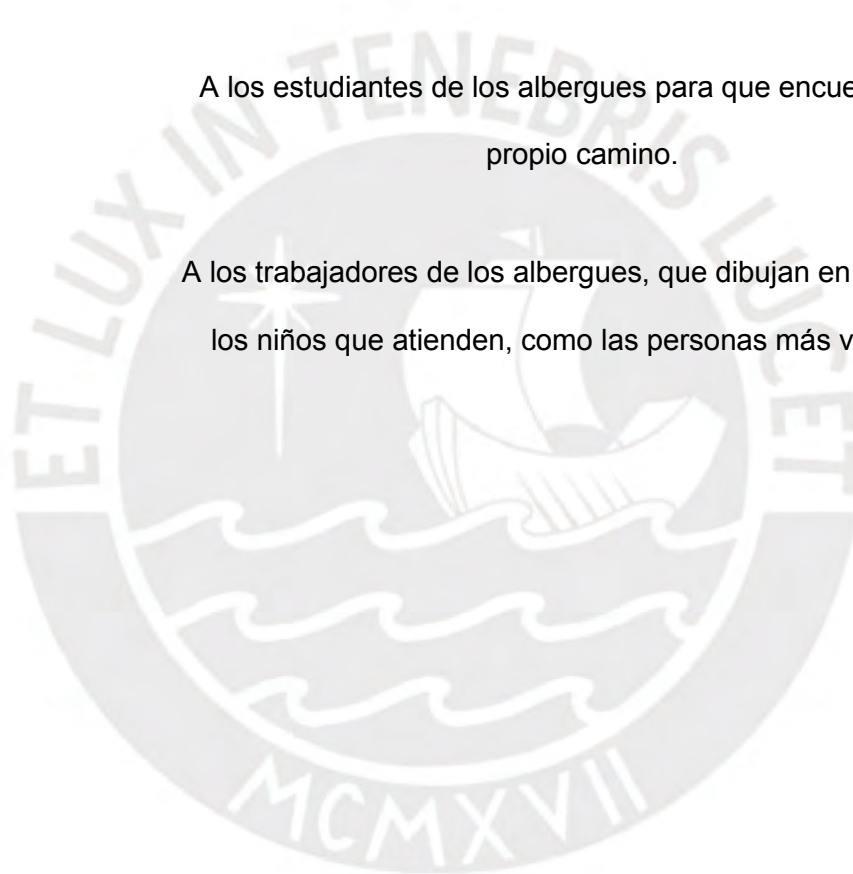 A los estudiantes de los albergues para que
propio camino.
A los trabajadores de los albergues, que dibujan en
los niños que atienden, como las personas más
ET LUX IN TENEBRIS LUCET
MCMXVII